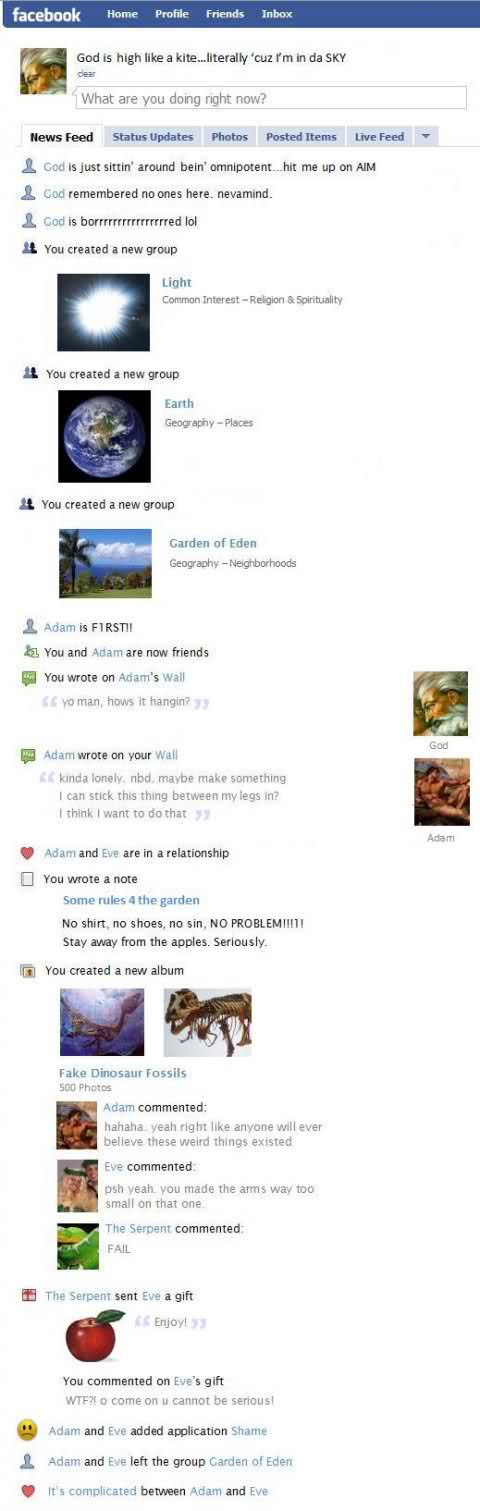 facebook Home Profile Friends Inbox
God is high like a kite...literally ‘cuz I’m in da SKY
clear
What are you doing right now?
News Feed Status Updates Photos Posted Items Live Feed
God is just sittin’ around bein’ omnipotent...hit me up on AIM
God remembered no ones here. nevamind.
God is borrrrrrrrrrrrrrrred lol
You created a new group
Light
Common Interest – Religion & Spirituality
You created a new group
Earth
Geography – Places
You created a new group
Garden of Eden
Geography – Neighborhoods
Adam is F1RST!!
You and Adam are now friends
You wrote on Adam’s Wall
“ yo man, hows it hangin? ”
God
Adam wrote on your Wall
“ kinda lonely. nbd. maybe make something
I can stick this thing between my legs in?
I think I want to do that ”
Adam
Adam and Eve are in a relationship
You wrote a note
Some rules 4 the garden
No shirt, no shoes, no sin, NO PROBLEM!!!1!
Stay away from the apples. Seriously.
You created a new album
Fake Dinosaur Fossils
500 Photos
Adam commented:
hahaha. yeah right like anyone will ever
believe these weird things existed
Eve commented:
psh yeah. you made the arms way too
small on that one.
The Serpent commented:
FAIL
The Serpent sent Eve a gift
“ Enjoy! ”
You commented on Eve’s gift
WTF?! o come on u cannot be serious!
Adam and Eve added application Shame
Adam and Eve left the group Garden of Eden
It’s complicated between Adam and Eve